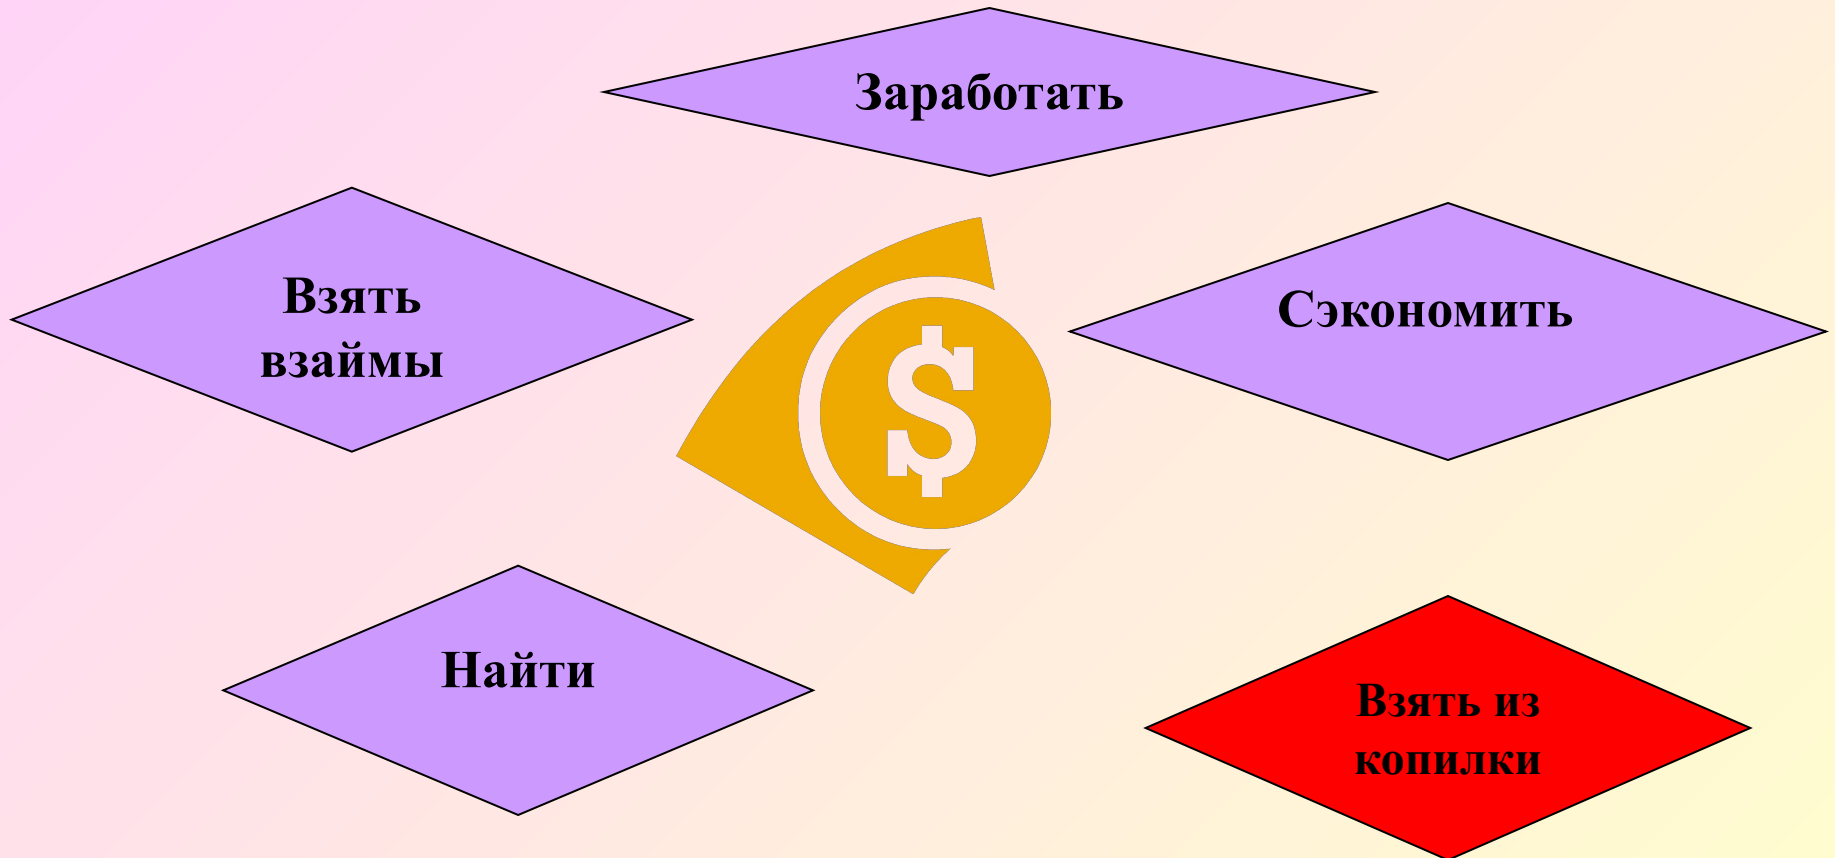 Заработать
Взять
взаймы
Сэкономить
$
Найти
Взять из
копилки